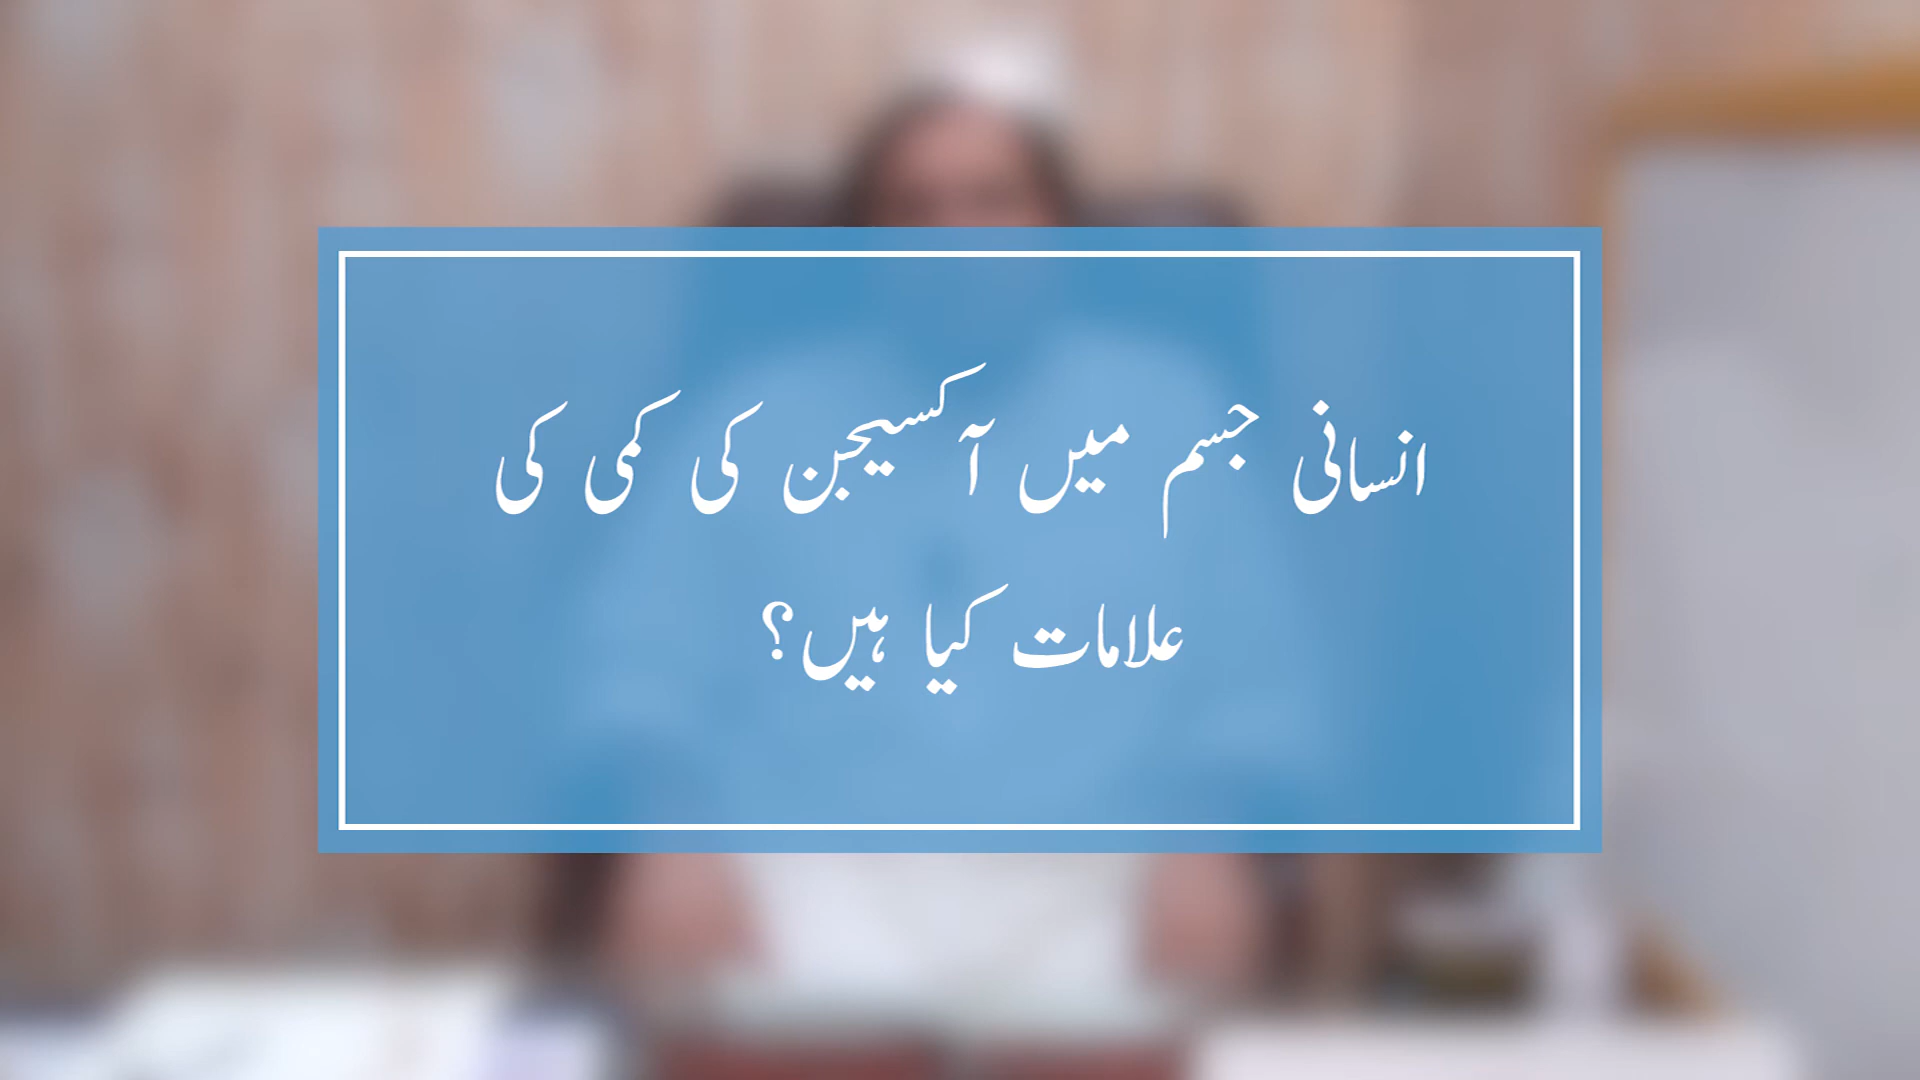 انسانی جسم میں آکسیجن کی کمی کی
علامات کیا ہیں؟